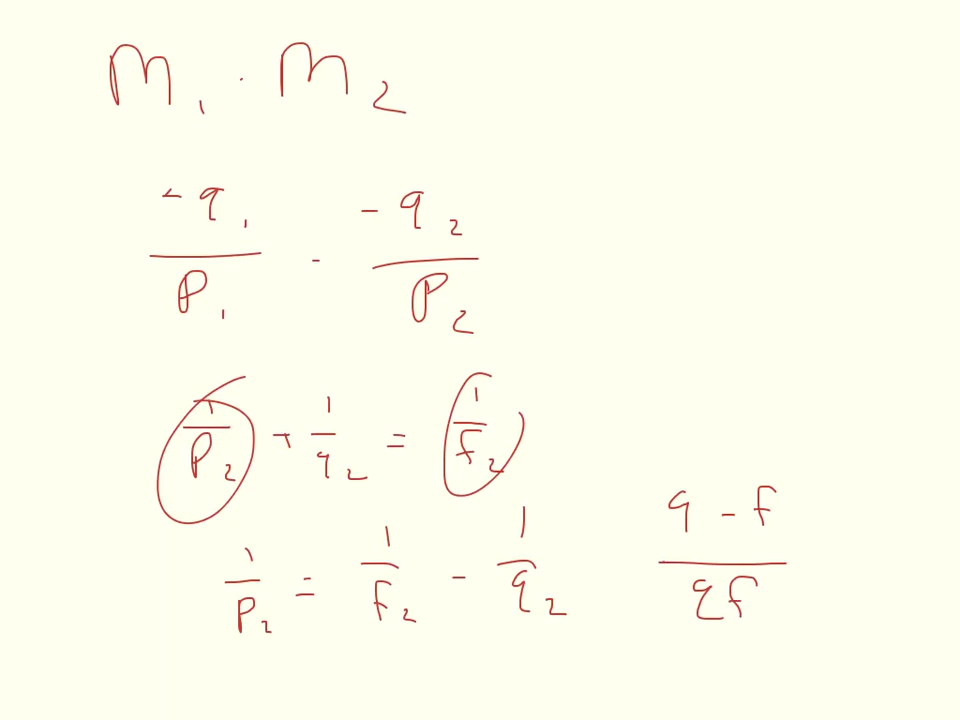 M₁ · M₂
-q₁/P₁ · -q₂/P₂
1/P₂ + 1/q₂ = 1/f₂
1/P₂ = 1/f₂ - 1/q₂
q - f/qf